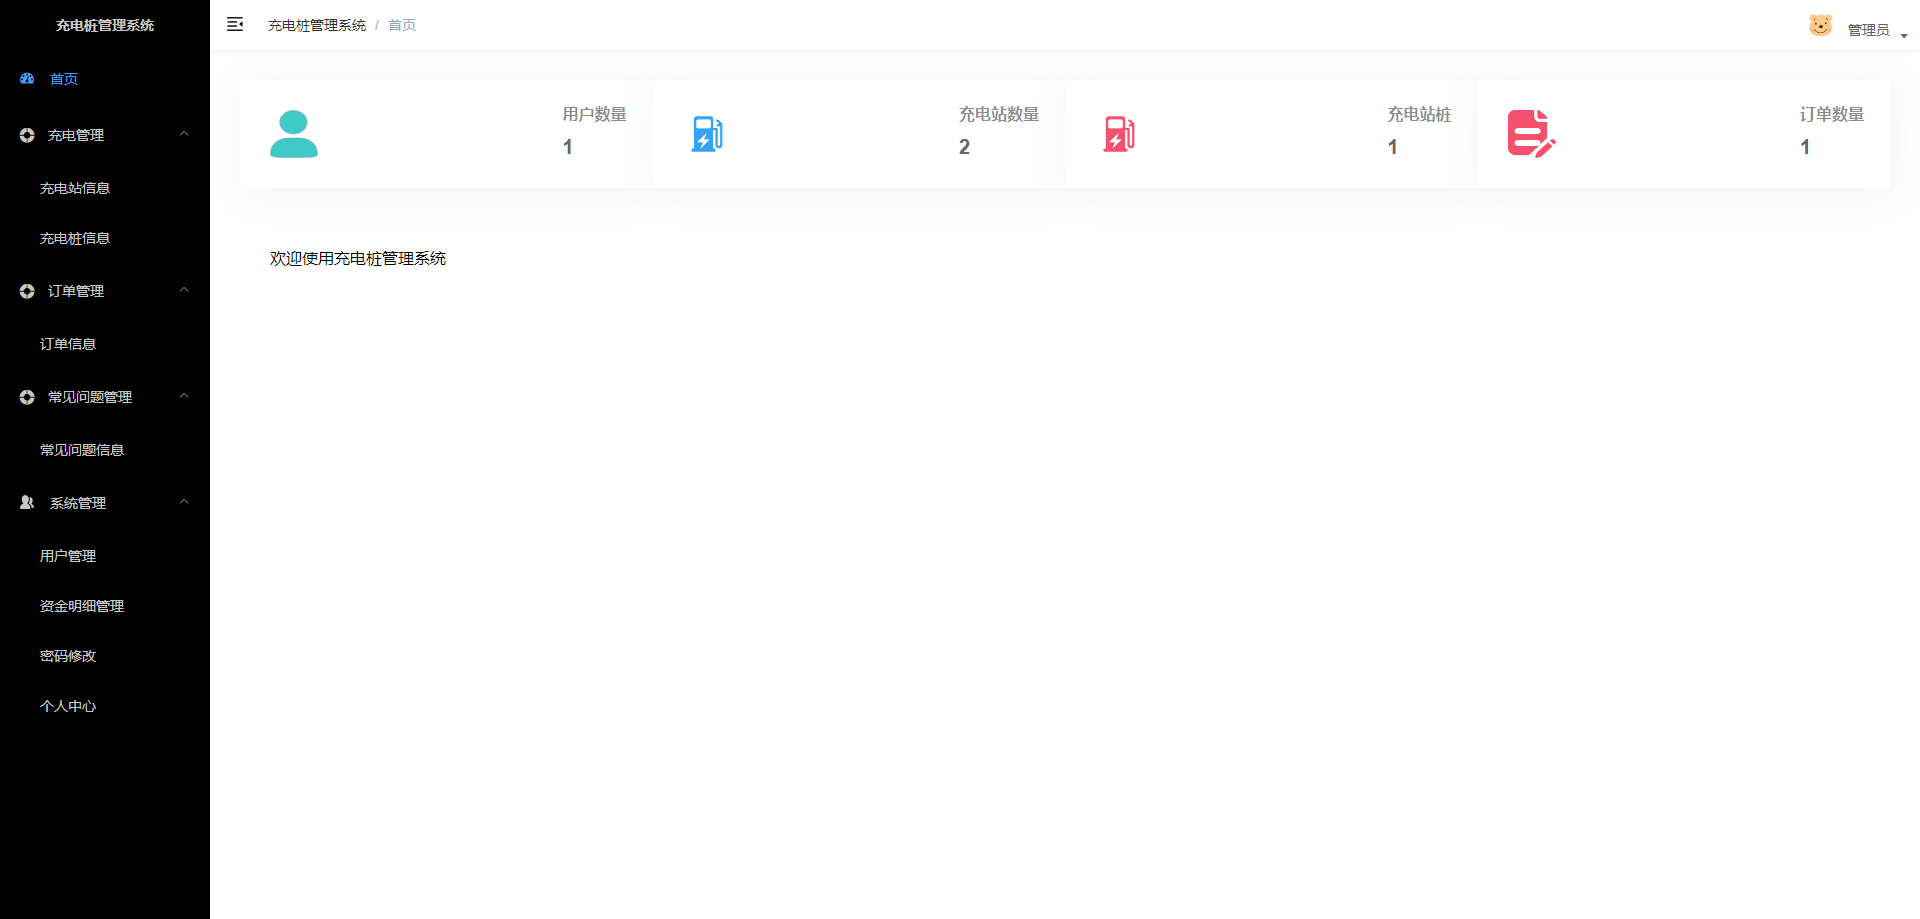 充电桩管理系统
首页
充电管理
充电站信息
充电桩信息
订单管理
订单信息
常见问题管理
常见问题信息
系统管理
用户管理
资金明细管理
密码修改
个人中心
充电桩管理系统 / 首页
管理员
用户数量
1
充电站数量
2
充电站桩
1
订单数量
1
欢迎使用充电桩管理系统